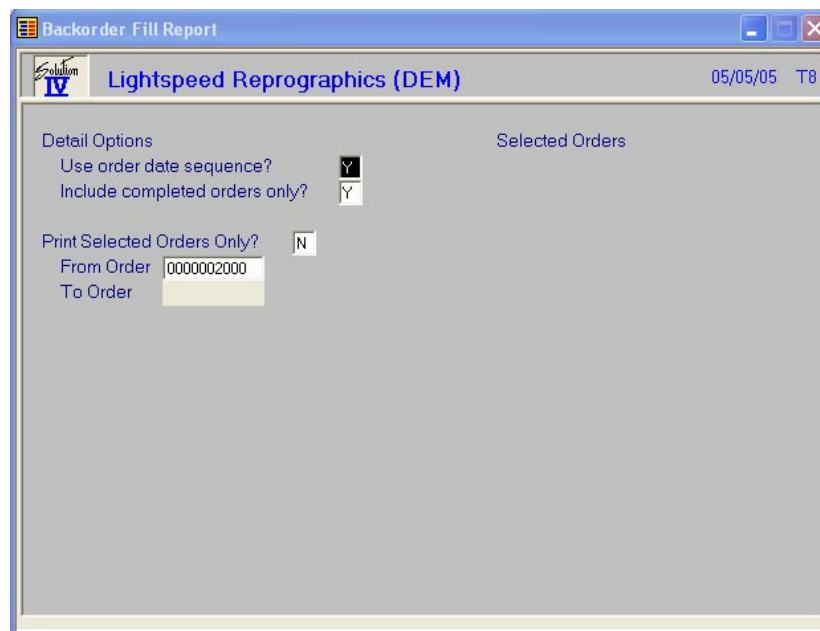 Backorder Fill Report
Solution IV
Lightspeed Reprographics (DEM)
05/05/05 T8
Detail Options
Selected Orders
Use order date sequence? Y
Include completed orders only? Y
Print Selected Orders Only? N
From Order 0000002000
To Order